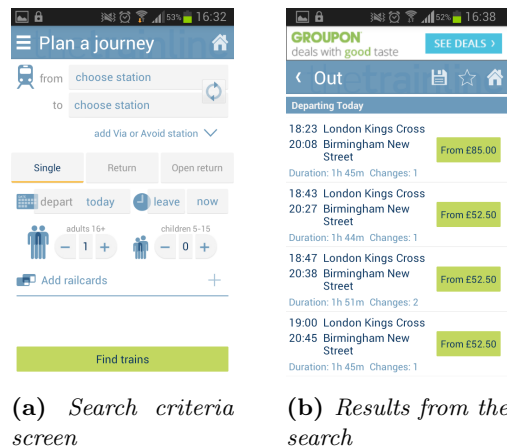 53% 16:32
Plan a journey
from choose station
to choose station
add Via or Avoid station
Single Return Open return
depart today leave now
adults 16+ children 5-15
− 1 + − 0 +
Add railcards +
Find trains
(a) Search criteria
screen
52% 16:38
GROUPON
deals with good taste
SEE DEALS >
Out
Departing Today
18:23 London Kings Cross
20:08 Birmingham New
Street
From £85.00
Duration: 1h 45m Changes: 1
18:43 London Kings Cross
20:27 Birmingham New
Street
From £52.50
Duration: 1h 44m Changes: 1
18:47 London Kings Cross
20:38 Birmingham New
Street
From £52.50
Duration: 1h 51m Changes: 2
19:00 London Kings Cross
20:45 Birmingham New
Street
From £52.50
Duration: 1h 45m Changes: 1
(b) Results from the
search